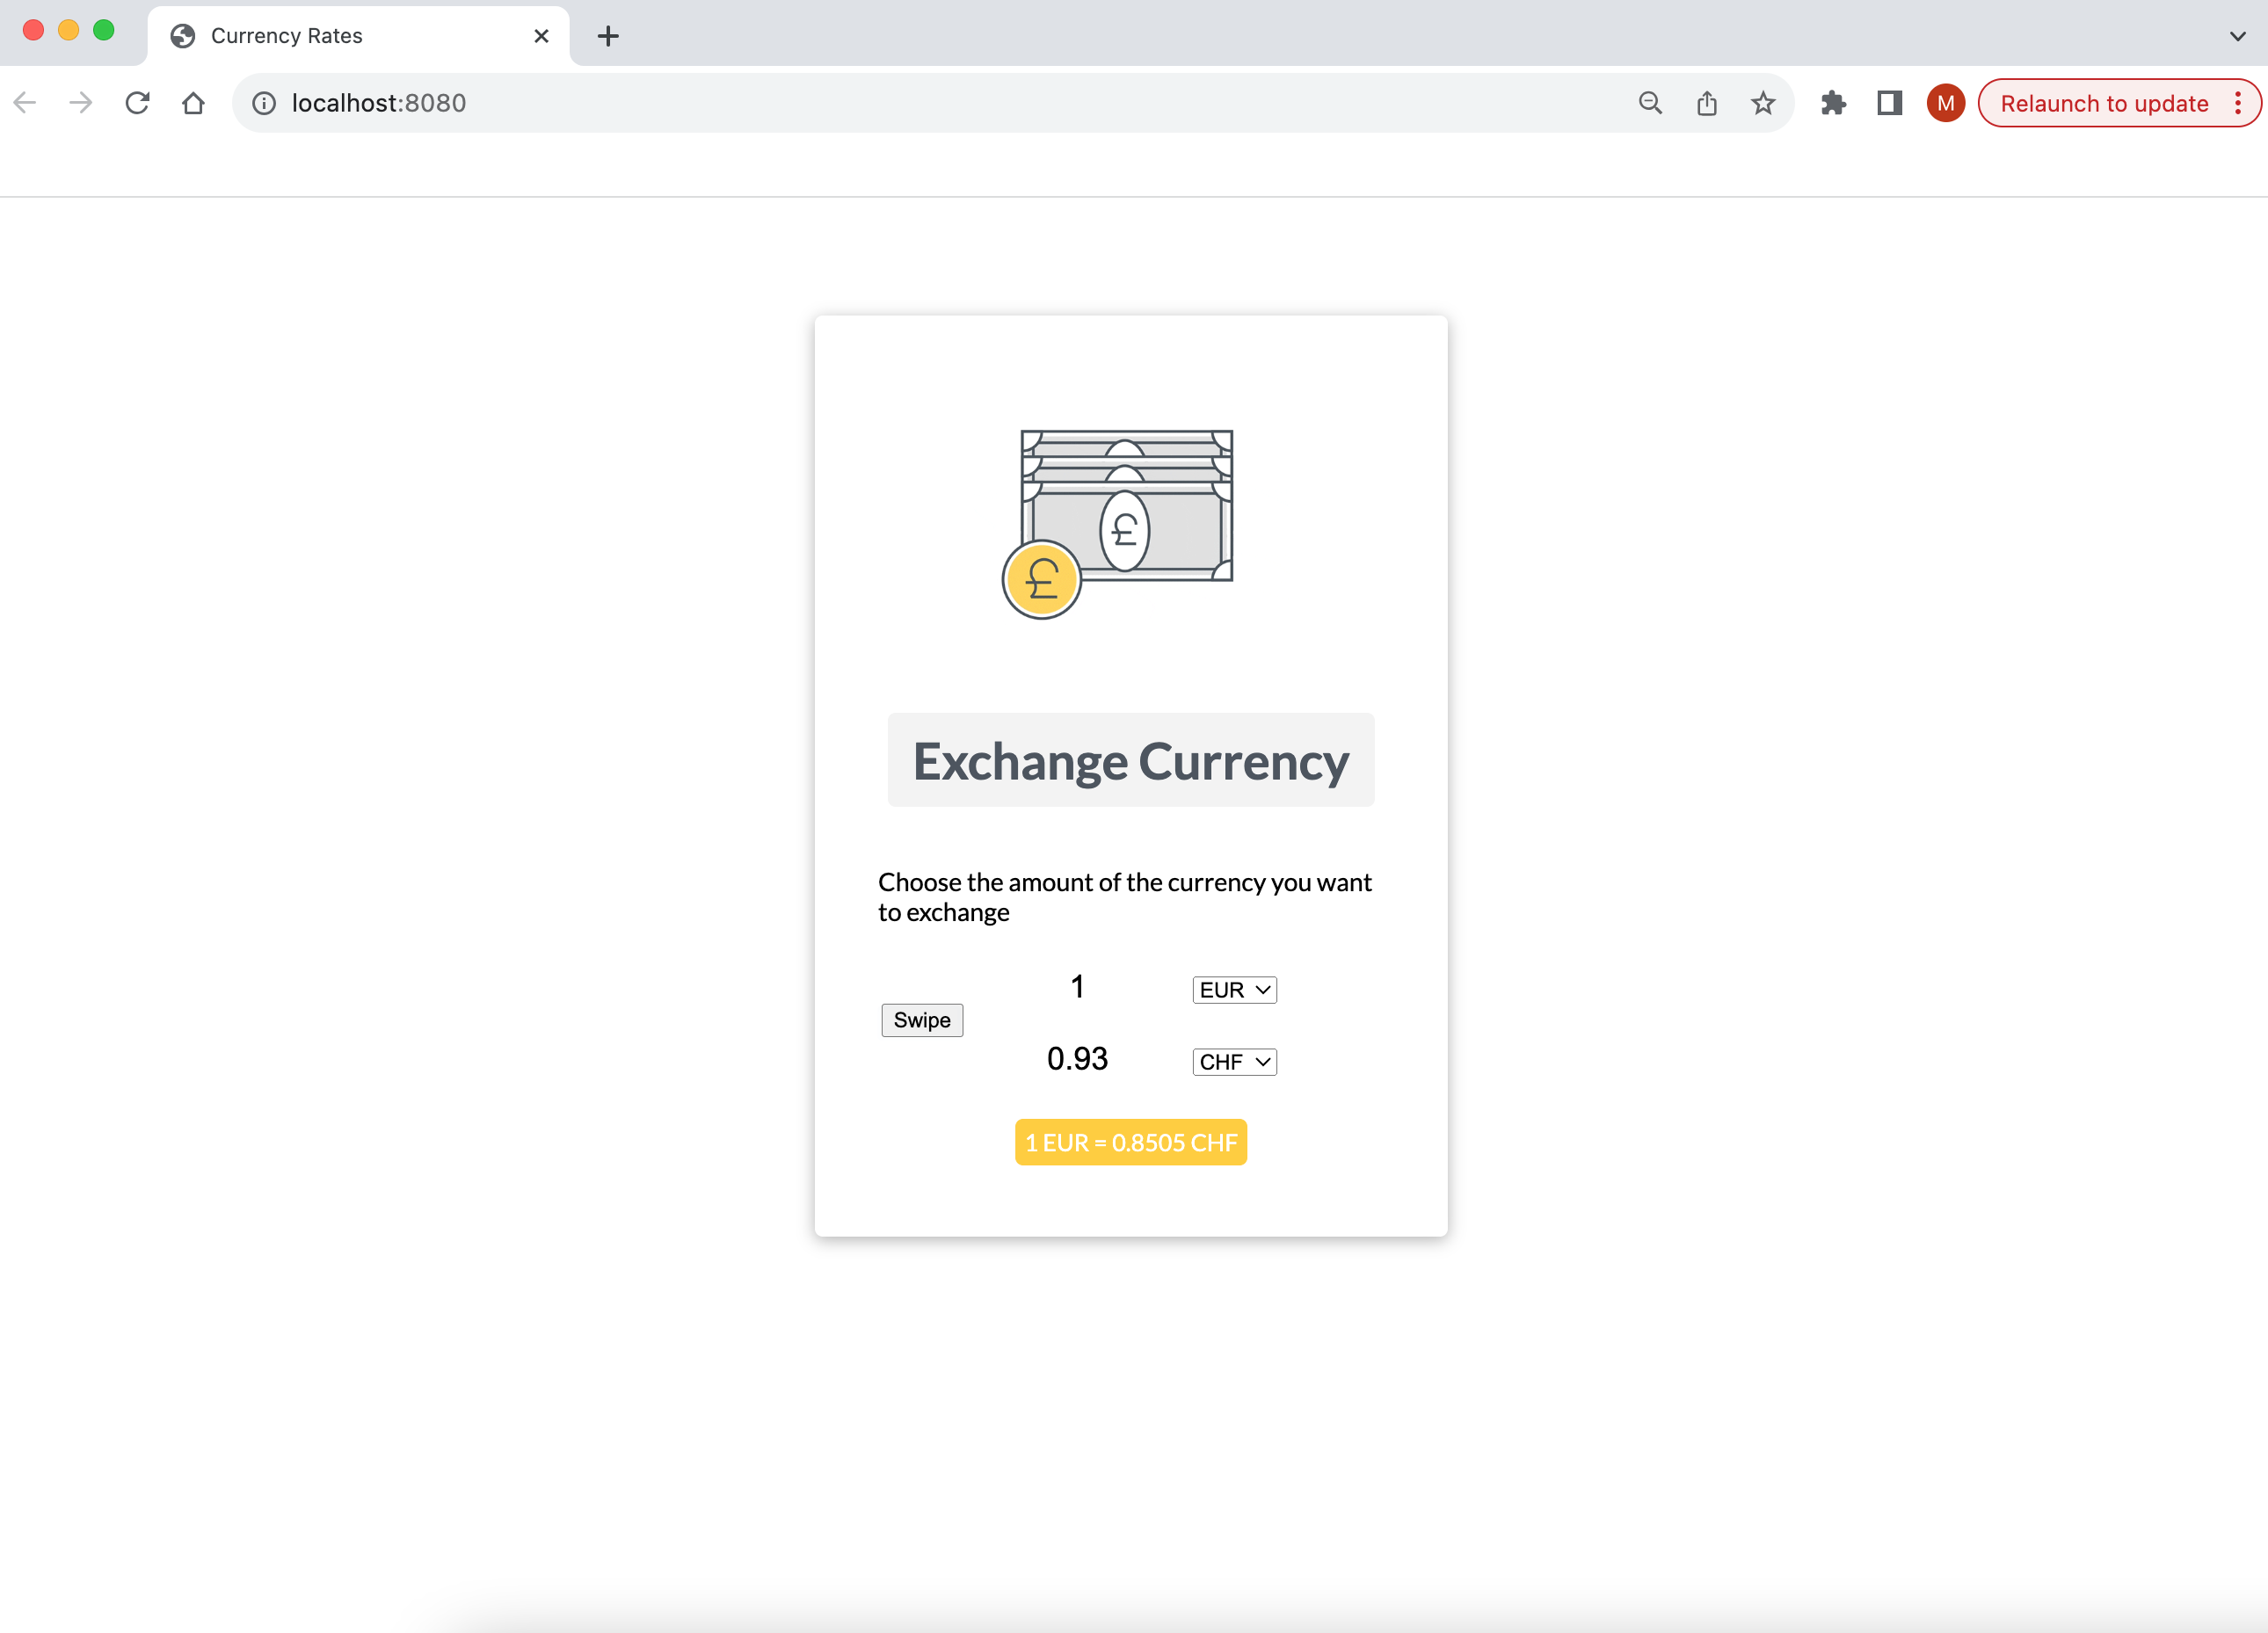 Currency Rates
localhost:8080
M
Relaunch to update
£
£
Exchange Currency
Choose the amount of the currency you want
to exchange
1 EUR
Swipe
0.93 CHF
1 EUR = 0.8505 CHF